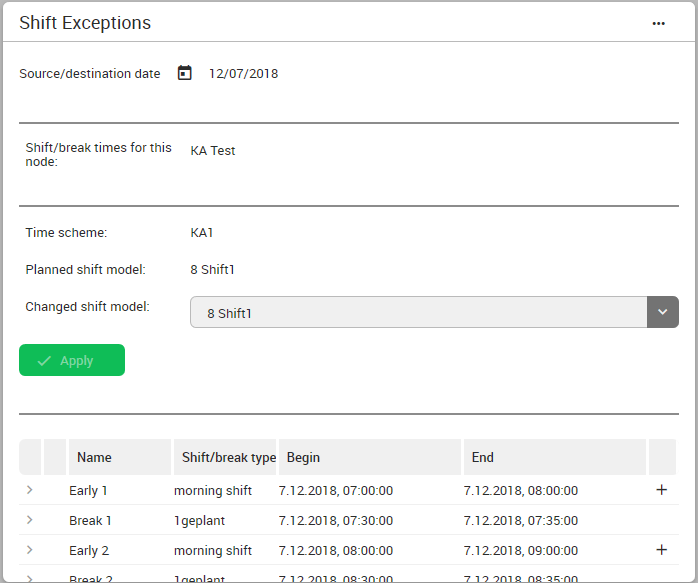 Shift Exceptions
Source/destination date 12/07/2018
Shift/break times for this
node:
KA Test
Time scheme: KA1
Planned shift model: 8 Shift1
Changed shift model: 8 Shift1
Apply
Name Shift/break type Begin End
Early 1 morning shift 7.12.2018, 07:00:00 7.12.2018, 08:00:00 +
Break 1 1geplant 7.12.2018, 07:30:00 7.12.2018, 07:35:00
Early 2 morning shift 7.12.2018, 08:00:00 7.12.2018, 09:00:00 +
Break 2 1geplant 7.12.2018, 08:30:00 7.12.2018, 08:35:00